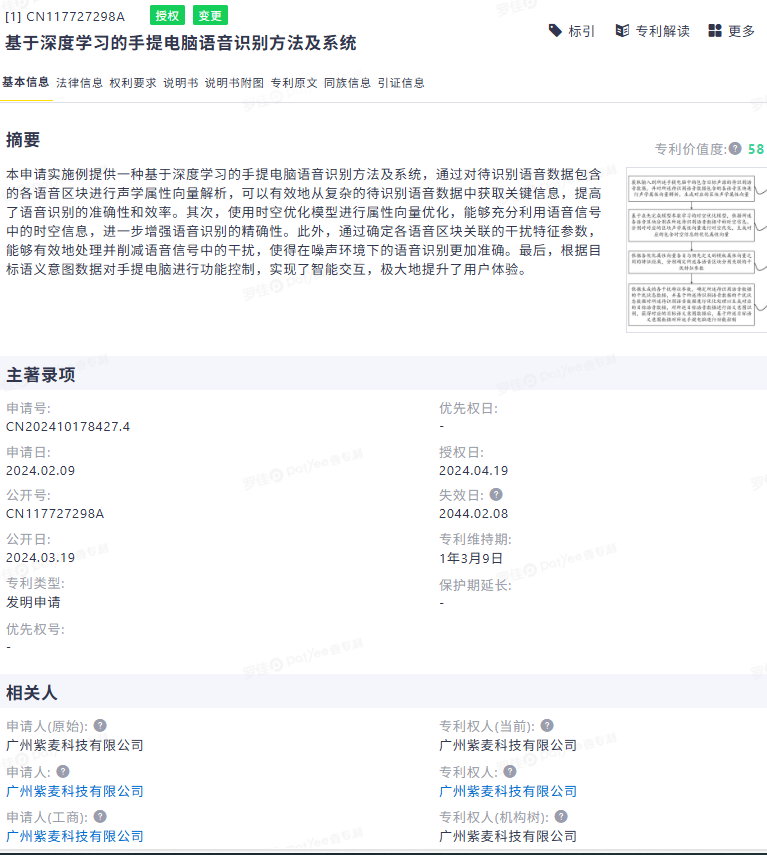 [1] CN117727298A 授权 变更
基于深度学习的手提电脑语音识别方法及系统
标引 专利解读 更多
基本信息 法律信息 权利要求 说明书 说明书附图 专利原文 同族信息 引证信息
摘要
专利价值度: 58
本申请实施例提供一种基于深度学习的手提电脑语音识别方法及系统，通过对待识别语音数据包含
的各语音区块进行声学属性向量解析，可以有效地从复杂的待识别语音数据中获取关键信息，提高
了语音识别的准确性和效率。其次，使用时空优化模型进行属性向量优化，能够充分利用语音信号
中的时空信息，进一步增强语音识别的精确性。此外，通过确定各语音区块关联的干扰特征参数，
能够有效地处理并削减语音信号中的干扰，使得在噪声环境下的语音识别更加准确。最后，根据目
标语义意图数据对手提电脑进行功能控制，实现了智能交互，极大地提升了用户体验。
主著录项
申请号:
CN202410178427.4
优先权日:
-
申请日:
2024.02.09
授权日:
2024.04.19
公开号:
CN117727298A
失效日:
2044.02.08
公开日:
2024.03.19
专利维持期:
1年3月9日
专利类型:
发明申请
保护期延长:
-
优先权号:
-
相关人
申请人(原始):
广州紫麦科技有限公司
专利权人(当前):
广州紫麦科技有限公司
申请人:
广州紫麦科技有限公司
专利权人:
广州紫麦科技有限公司
申请人(工商):
广州紫麦科技有限公司
专利权人(机构树):
广州紫麦科技有限公司